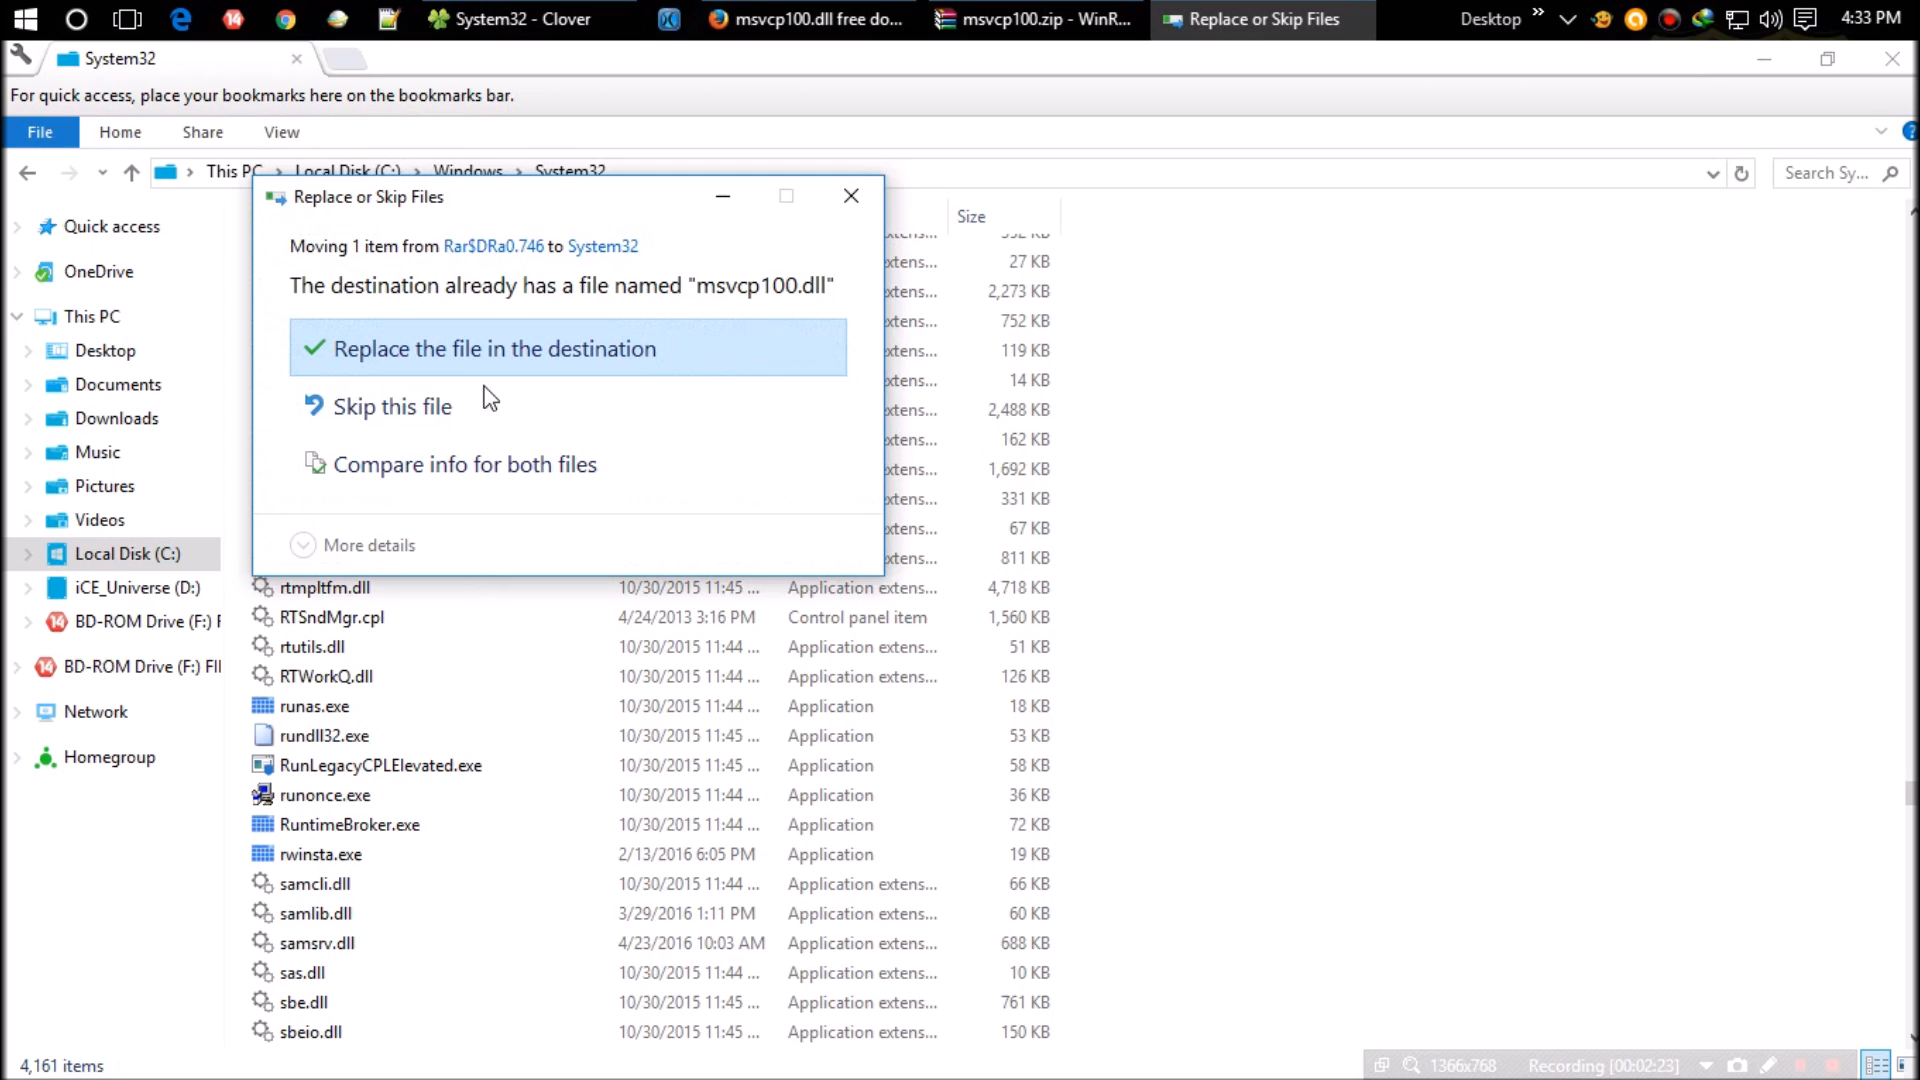 System32 - Clover
msvcp100.dll free do...
msvcp100.zip - WinR...
Replace or Skip Files
Desktop
4:33 PM
System32
For quick access, place your bookmarks here on the bookmarks bar.
File Home Share View
This PC Local Disk (C:) Windows System32
Search Sy...
Replace or Skip Files
Moving 1 item from Rar$DRa0.746 to System32
The destination already has a file named "msvcp100.dll"
Replace the file in the destination
Skip this file
Compare info for both files
More details
Quick access
OneDrive
This PC
Desktop
Documents
Downloads
Music
Pictures
Videos
Local Disk (C:)
iCE_Universe (D:)
BD-ROM Drive (F:) F
BD-ROM Drive (F:) FI
Network
Homegroup
Size
xtens... 27 KB
xtens... 2,273 KB
xtens... 752 KB
xtens... 119 KB
xtens... 14 KB
xtens... 2,488 KB
xtens... 162 KB
xtens... 1,692 KB
xtens... 331 KB
xtens... 67 KB
xtens... 811 KB
rtmpltfm.dll 10/30/2015 11:45 ... Application extens... 4,718 KB
RTSndMgr.cpl 4/24/2013 3:16 PM Control panel item 1,560 KB
rtutils.dll 10/30/2015 11:44 ... Application extens... 51 KB
RTWorkQ.dll 10/30/2015 11:44 ... Application extens... 126 KB
runas.exe 10/30/2015 11:44 ... Application 18 KB
rundll32.exe 10/30/2015 11:45 ... Application 53 KB
RunLegacyCPLElevated.exe 10/30/2015 11:45 ... Application 58 KB
runonce.exe 10/30/2015 11:44 ... Application 36 KB
RuntimeBroker.exe 10/30/2015 11:44 ... Application 72 KB
rwinsta.exe 2/13/2016 6:05 PM Application 19 KB
samcli.dll 10/30/2015 11:44 ... Application extens... 66 KB
samlib.dll 3/29/2016 1:11 PM Application extens... 60 KB
samsrv.dll 4/23/2016 10:03 AM Application extens... 688 KB
sas.dll 10/30/2015 11:44 ... Application extens... 10 KB
sbe.dll 10/30/2015 11:45 ... Application extens... 761 KB
sbeio.dll 10/30/2015 11:45 ... Application extens... 150 KB
4,161 items
1366x768 Recording [00:02:23]